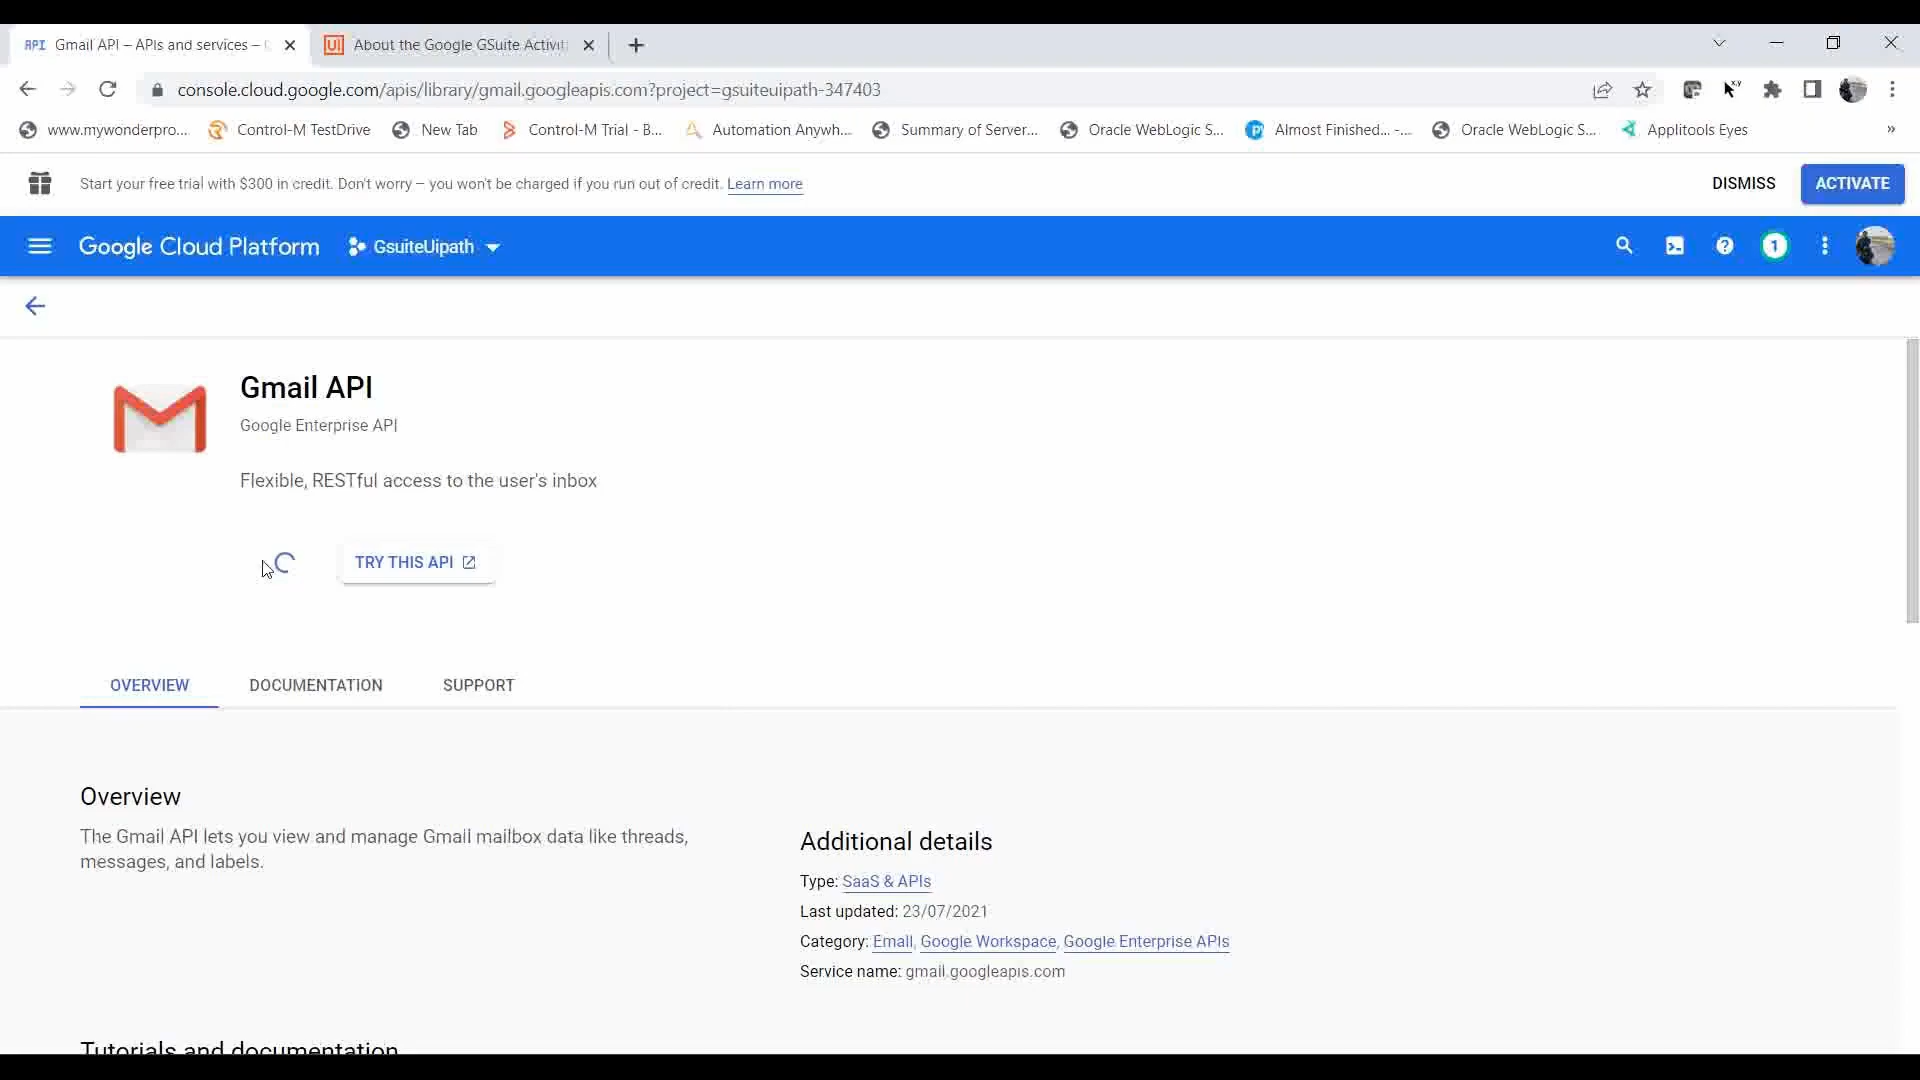 API Gmail API – APIs and services –
UI About the Google GSuite Activit
console.cloud.google.com/apis/library/gmail.googleapis.com?project=gsuiteuipath-347403
www.mywonderpro... Control-M TestDrive New Tab Control-M Trial - B... Automation Anywh... Summary of Server... Oracle WebLogic S... Almost Finished... -... Oracle WebLogic S... Applitools Eyes »
Start your free trial with $300 in credit. Don't worry – you won't be charged if you run out of credit. Learn more DISMISS ACTIVATE
Google Cloud Platform GsuiteUipath 1
Gmail API
Google Enterprise API
Flexible, RESTful access to the user's inbox
TRY THIS API
OVERVIEW DOCUMENTATION SUPPORT
Overview
The Gmail API lets you view and manage Gmail mailbox data like threads,
messages, and labels.
Additional details
Type: SaaS & APIs
Last updated: 23/07/2021
Category: Email, Google Workspace, Google Enterprise APIs
Service name: gmail.googleapis.com
Tutorials and documentation